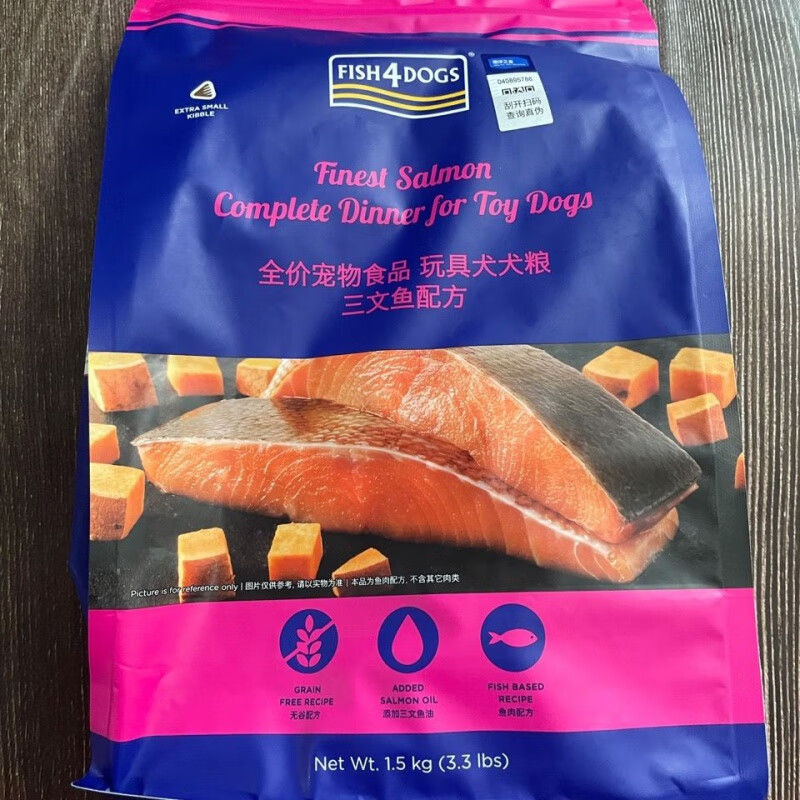 FISH4DOGS
®
040895786
刮开扫码
查询真伪
EXTRA SMALL
KIBBLE
Finest Salmon
Complete Dinner for Toy Dogs
全价宠物食品 玩具犬犬粮
三文鱼配方
Picture is for reference only | 图片仅供参考, 请以实物为准 | 本品为鱼肉配方, 不含其它肉类
GRAIN
FREE RECIPE
无谷配方
ADDED
SALMON OIL
添加三文鱼油
FISH BASED
RECIPE
鱼肉配方
Net Wt. 1.5 kg (3.3 lbs)